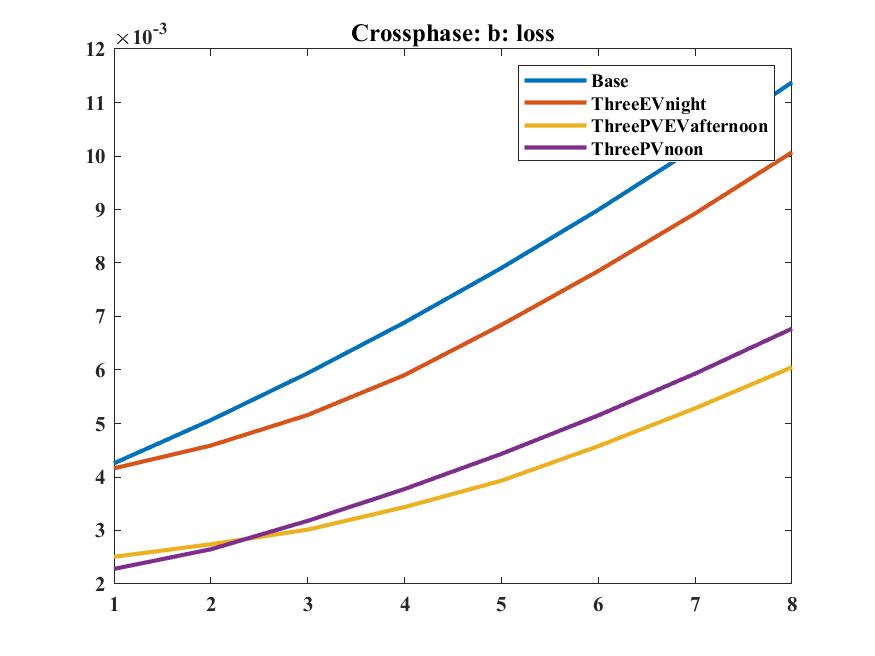 Crossphase: b: loss
×10-3
12
11
10
9
8
7
6
5
4
3
2
Base
ThreeEVnight
ThreePVEVafternoon
ThreePVnoon
1 2 3 4 5 6 7 8